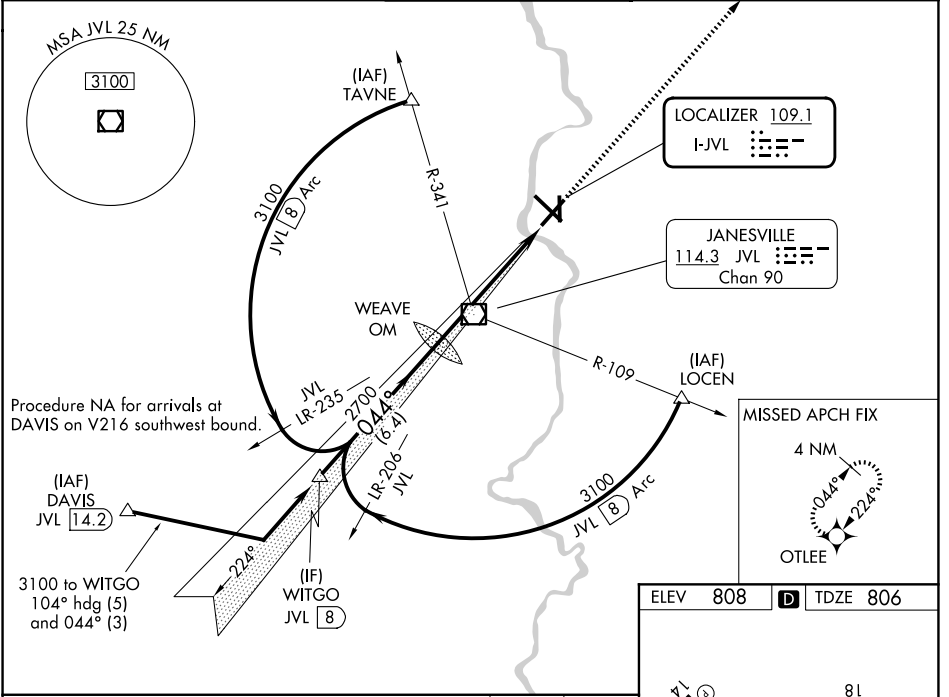 MSA JVL 25 NM
3100
(IAF)
TAVNE
LOCALIZER 109.1
I-JVL
3100
JVL 8 Arc
R-341
JANESVILLE
114.3 JVL
Chan 90
WEAVE
OM
R-109
(IAF)
LOCEN
JVL
LR-235
2700
044°
(6.4)
Procedure NA for arrivals at
DAVIS on V216 southwest bound.
LR-206
JVL
3100
JVL 8 Arc
MISSED APCH FIX
4 NM
044°
224°
OTLEE
(IAF)
DAVIS
JVL 14.2
224°
(IF)
WITGO
JVL 8
3100 to WITGO
104° hdg (5)
and 044° (3)
ELEV 808 D TDZE 806
14
P
18